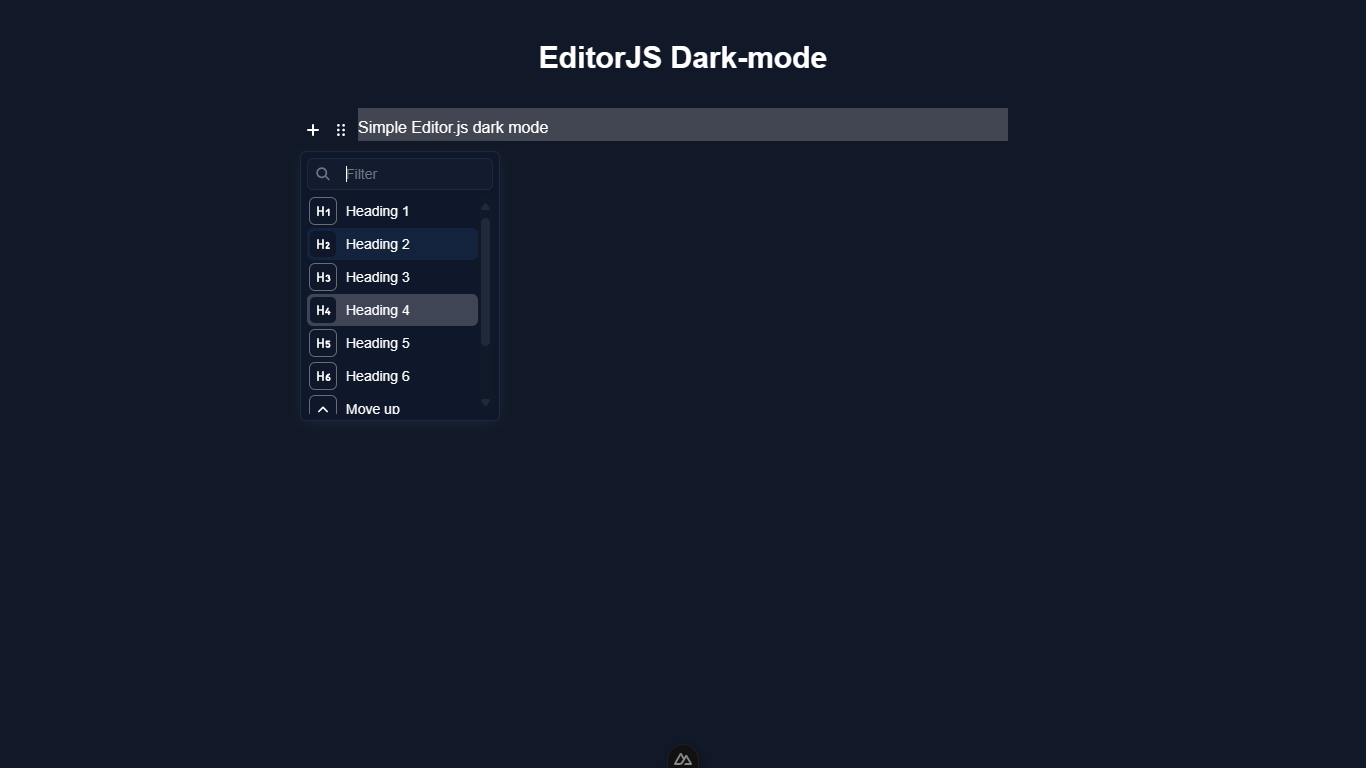 EditorJS Dark-mode
Simple Editor.js dark mode
Filter
H1 Heading 1
H2 Heading 2
H3 Heading 3
H4 Heading 4
H5 Heading 5
H6 Heading 6
Move up